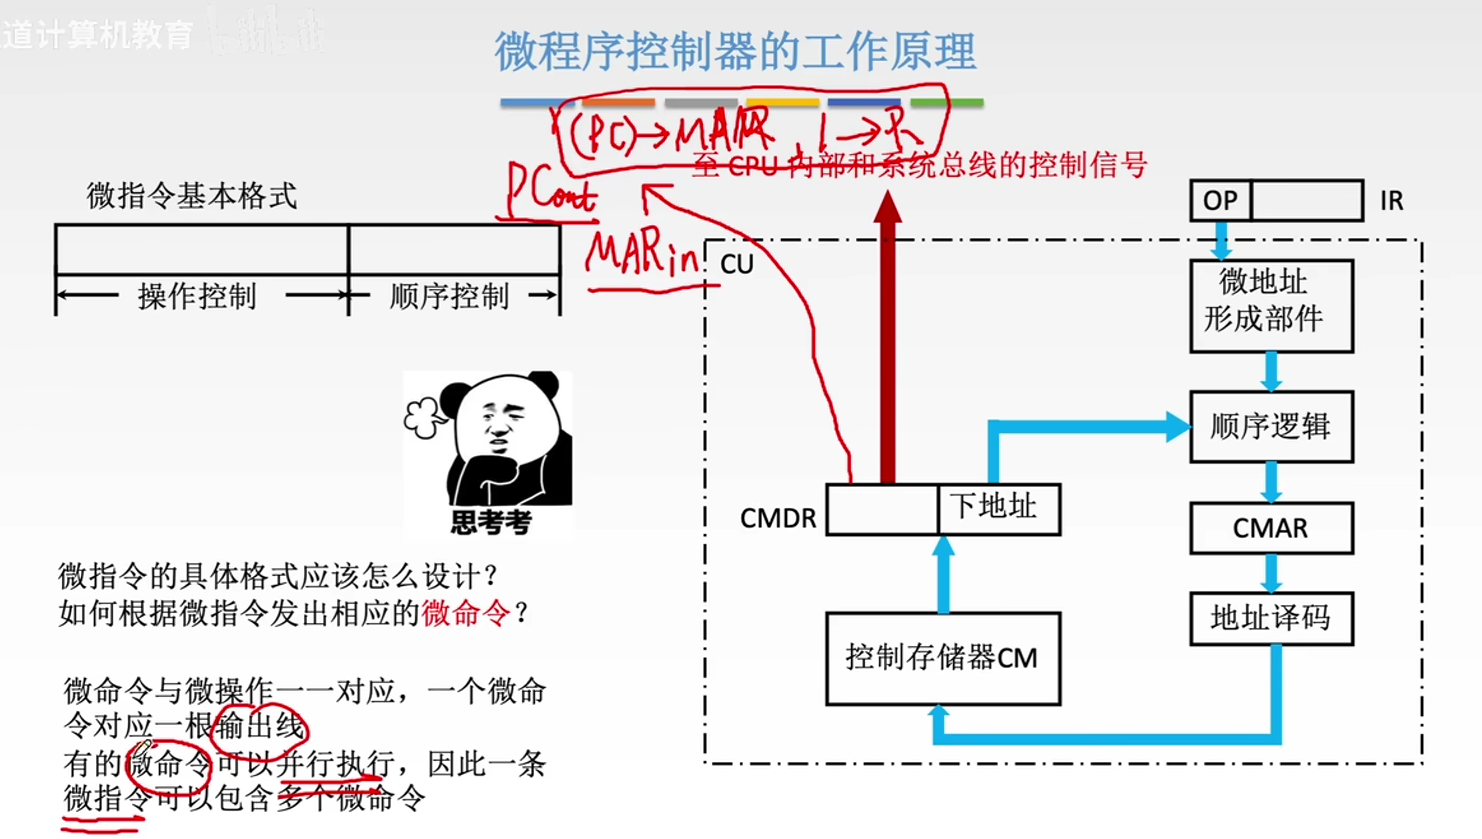 道计算机教育
微程序控制器的工作原理
(PC)→MAR, 1→R
至 CPU 内部和系统总线的控制信号
PCout
MARin
微指令基本格式
操作控制
顺序控制
OP
IR
CU
微地址
形成部件
顺序逻辑
CMAR
地址译码
CMDR
下地址
控制存储器CM
思考考
微指令的具体格式应该怎么设计?
如何根据微指令发出相应的微命令?
微命令与微操作一一对应，一个微命
令对应一根输出线
有的微命令可以并行执行，因此一条
微指令可以包含多个微命令